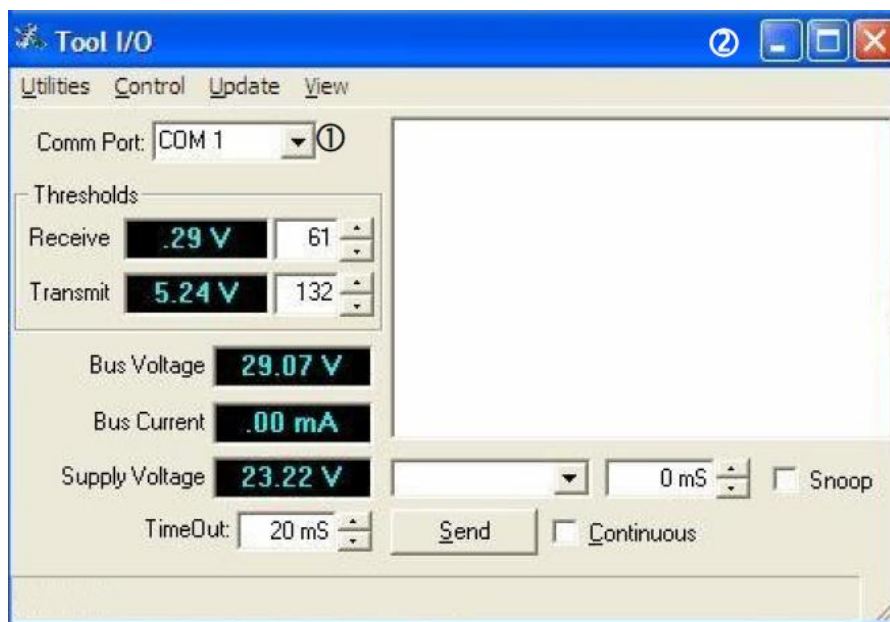 Tool I/O ②
Utilities Control Update View
Comm Port: COM 1 ①
Thresholds
Receive .29 V 61
Transmit 5.24 V 132
Bus Voltage 29.07 V
Bus Current .00 mA
Supply Voltage 23.22 V 0 mS Snoop
TimeOut: 20 mS Send Continuous